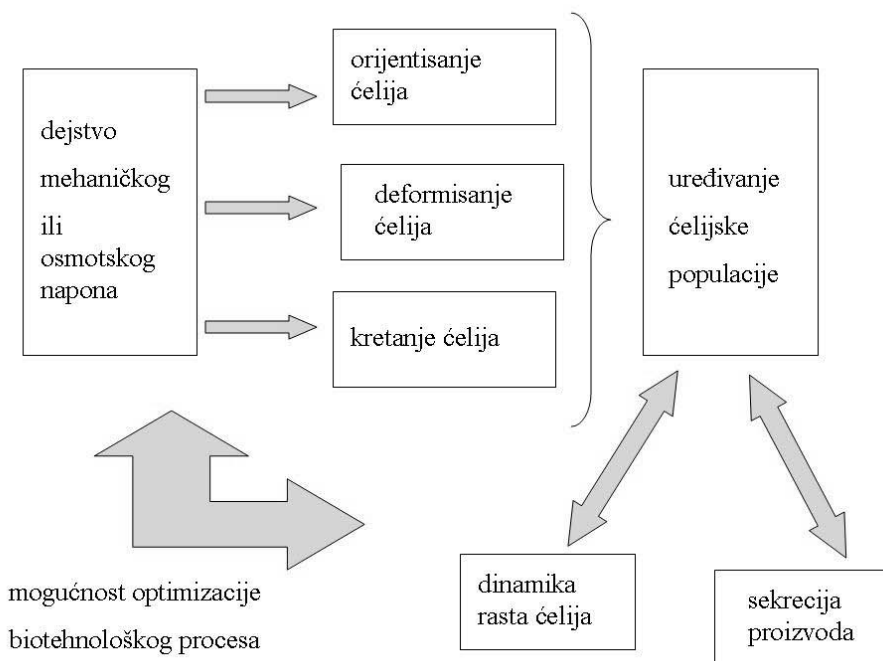 dejstvo
mehaničkog
ili
osmotskog
napona
orijentisanje
ćelija
deformisanje
ćelija
kretanje ćelija
uređivanje
ćelijske
populacije
mogućnost optimizacije
biotehnološkog procesa
dinamika
rasta ćelija
sekrecija
proizvoda